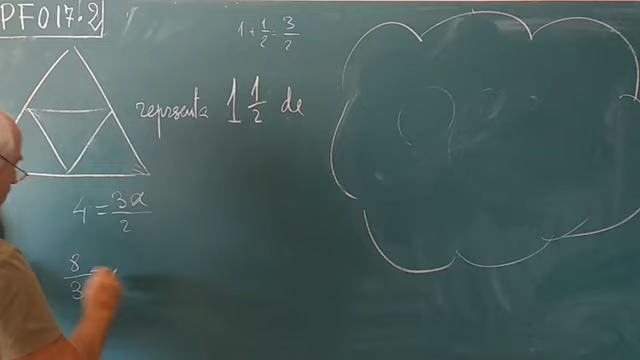 PF017.2
1 + 1/2 = 3/2
representa 1 1/2 de
4 = 3a/2
8/3 =